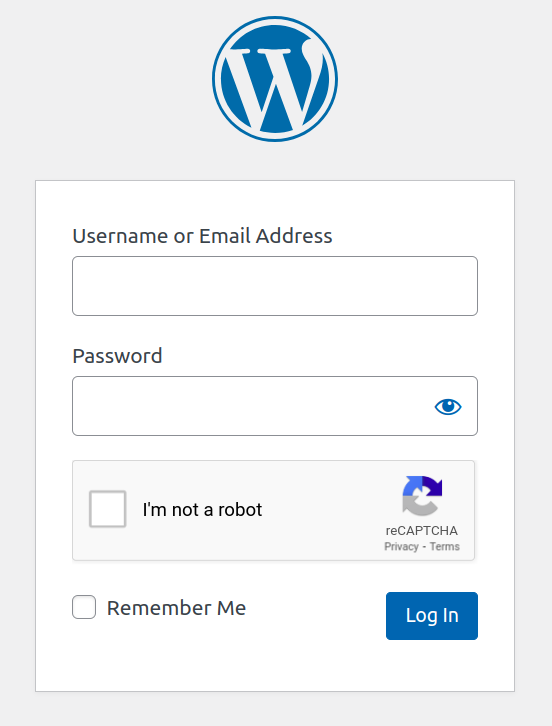 Username or Email Address
Password
I'm not a robot
reCAPTCHA
Privacy - Terms
Remember Me
Log In